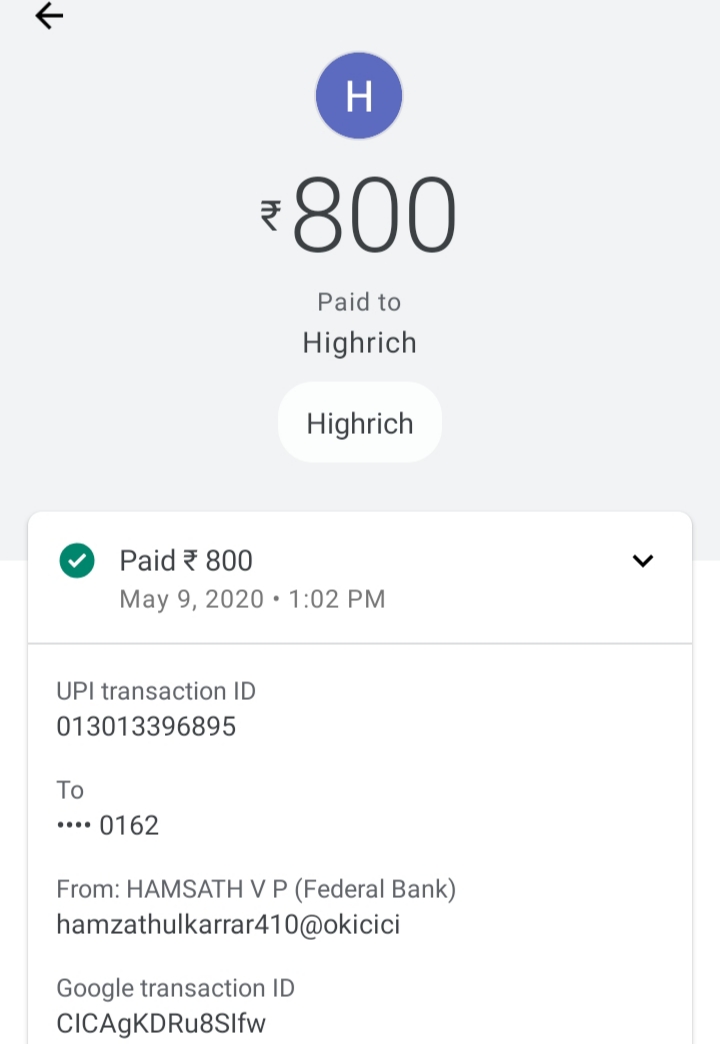 H
₹800
Paid to
Highrich
Highrich
Paid ₹ 800
May 9, 2020 • 1:02 PM
UPI transaction ID
013013396895
To
•••• 0162
From: HAMSATH V P (Federal Bank)
hamzathulkarrar410@okicici
Google transaction ID
CICAgKDRu8SIfw